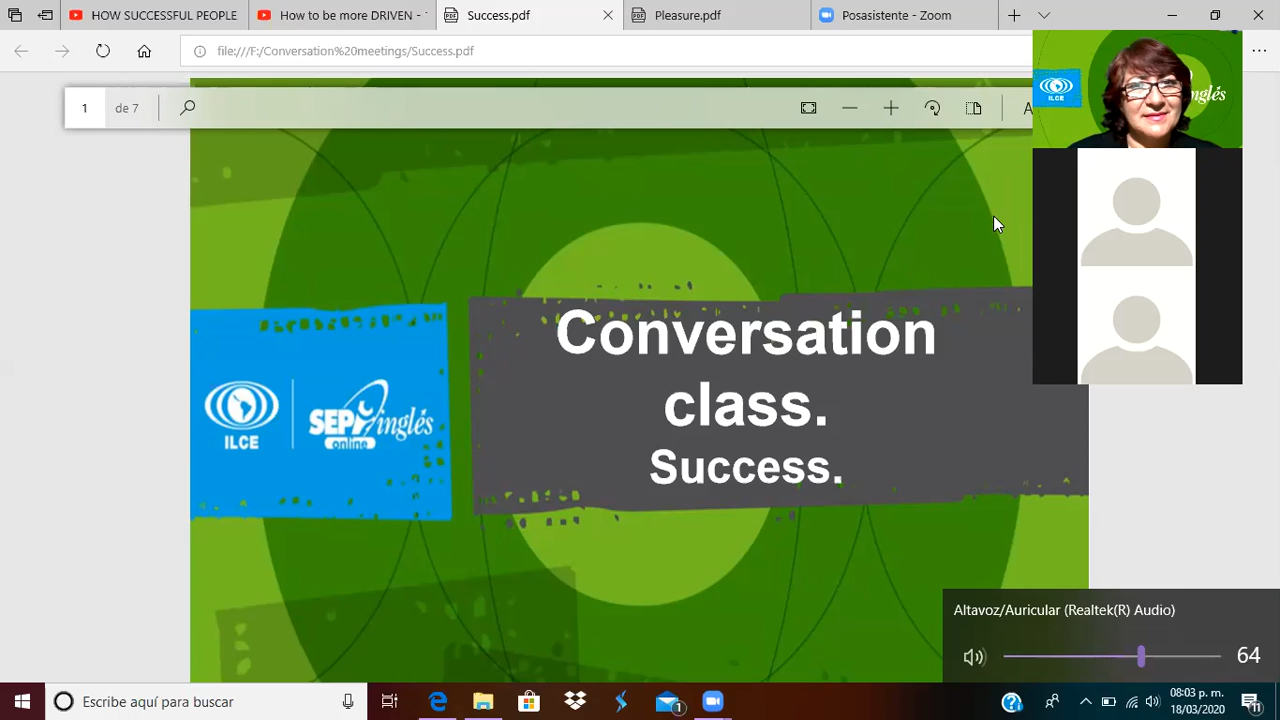 HOW SUCCESSFUL PEOPLE
How to be more DRIVEN -
Success.pdf
Pleasure.pdf
Posasistente - Zoom
file:///F:/Conversation%20meetings/Success.pdf
1 de 7
ILCE
inglés
Conversation
class.
Success.
ILCE
SEP inglés
online
Altavoz/Auricular (Realtek(R) Audio)
64
Escribe aquí para buscar
1
08:03 p. m.
18/03/2020
11